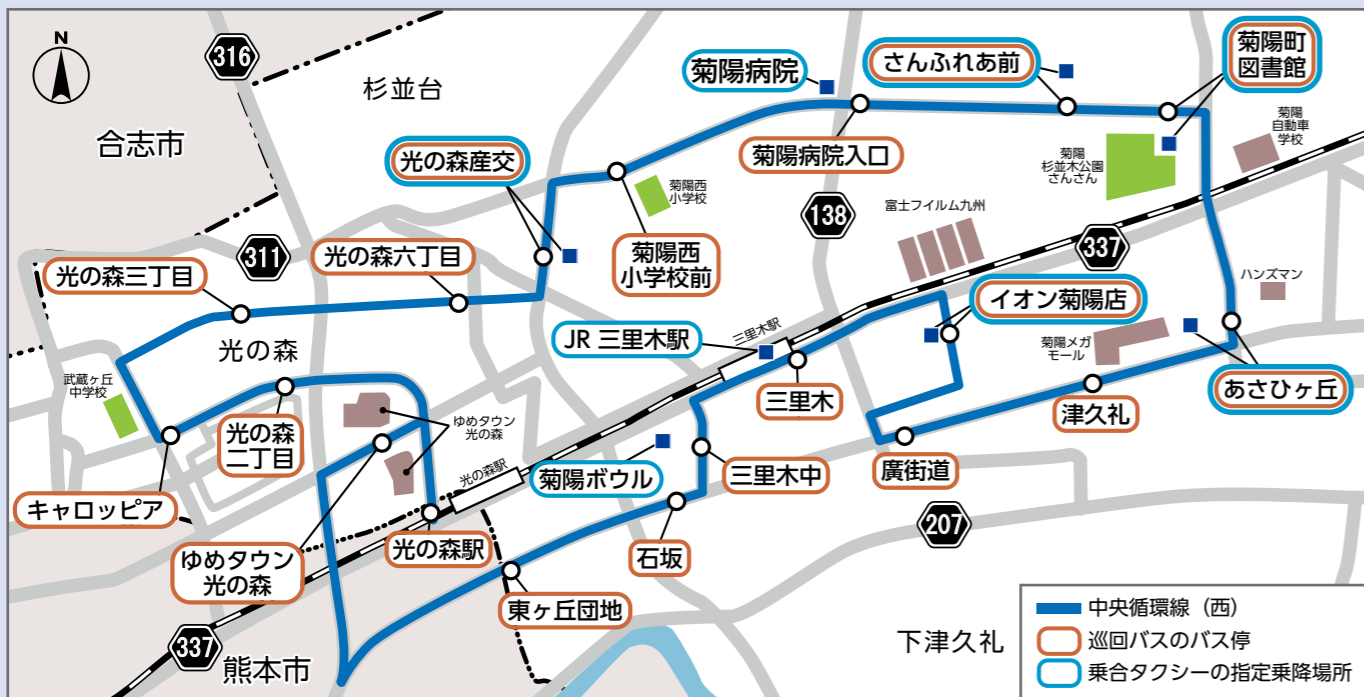 N
316
杉並台
合志市
菊陽病院
さんふれあ前
菊陽町
図書館
光の森産交
菊陽病院入口
菊陽
自動車
学校
菊陽
杉並木公園
さんさん
菊陽西
小学校
菊陽西
小学校前
138
富士フイルム九州
337
311
光の森三丁目
光の森六丁目
光の森
ハンズマン
イオン菊陽店
JR 三里木駅
三里木駅
三里木
菊陽メガ
モール
あさひヶ丘
津久礼
武蔵ヶ丘
中学校
光の森
二丁目
ゆめタウン
光の森
光の森駅
菊陽ボウル
三里木中
廣街道
キャロッピア
ゆめタウン
光の森
光の森駅
石坂
207
東ヶ丘団地
337
熊本市
下津久礼
中央循環線(西)
巡回バスのバス停
乗合タクシーの指定乗降場所